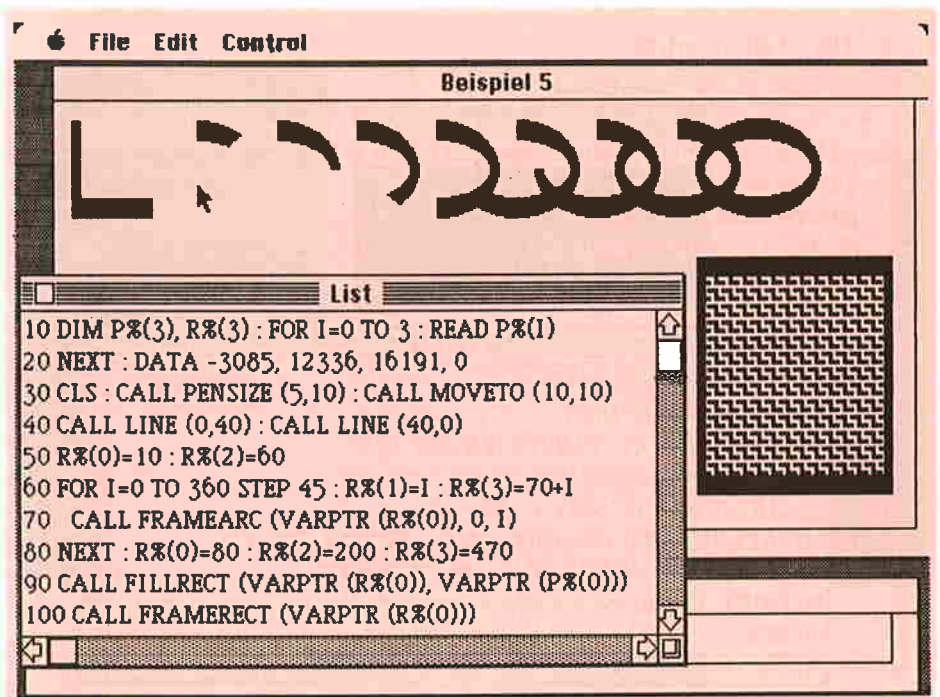 File Edit Control
Beispiel 5
List
10 DIM P%(3), R%(3) : FOR I=0 TO 3 : READ P%(I)
20 NEXT : DATA -3085, 12336, 16191, 0
30 CLS : CALL PENSIZE (5,10) : CALL MOVETO (10,10)
40 CALL LINE (0,40) : CALL LINE (40,0)
50 R%(0)=10 : R%(2)=60
60 FOR I=0 TO 360 STEP 45 : R%(1)=I : R%(3)=70+I
70 CALL FRAMEARC (VARPTR (R%(0)), 0, I)
80 NEXT : R%(0)=80 : R%(2)=200 : R%(3)=470
90 CALL FILLRECT (VARPTR (R%(0)), VARPTR (P%(0)))
100 CALL FRAMERECT (VARPTR (R%(0)))